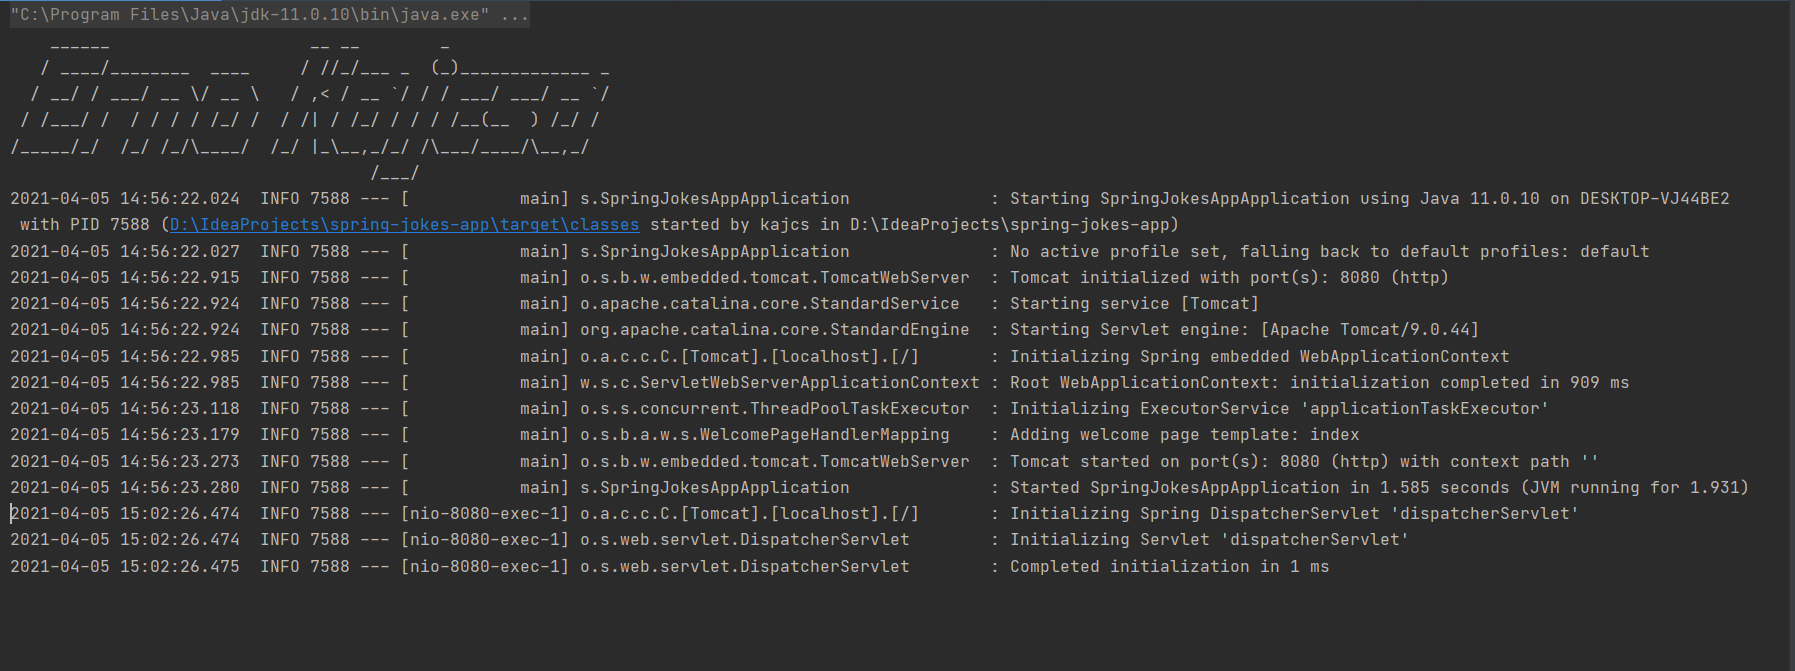 "C:\Program Files\Java\jdk-11.0.10\bin\java.exe" ...
    ______                    __ __        _
   / ____/________  ____     / //_/___ _  (_)_____________ _
  / __/ / ___/ __ \/ __ \   / ,< / __ `/ / / ___/ ___/ __ `/
 / /___/ /  / / / / /_/ /  / /| / /_/ / / / / /__(__  ) /_/ /
/_____/_/  /_/ /_/\____/  /_/ |_\__,_/_/ /\___/____/\__,_/
                                    /___/
2021-04-05 14:56:22.024  INFO 7588 --- [           main] s.SpringJokesAppApplication              : Starting SpringJokesAppApplication using Java 11.0.10 on DESKTOP-VJ44BE2
 with PID 7588 (D:\IdeaProjects\spring-jokes-app\target\classes started by kajcs in D:\IdeaProjects\spring-jokes-app)
2021-04-05 14:56:22.027  INFO 7588 --- [           main] s.SpringJokesAppApplication              : No active profile set, falling back to default profiles: default
2021-04-05 14:56:22.915  INFO 7588 --- [           main] o.s.b.w.embedded.tomcat.TomcatWebServer  : Tomcat initialized with port(s): 8080 (http)
2021-04-05 14:56:22.924  INFO 7588 --- [           main] o.apache.catalina.core.StandardService   : Starting service [Tomcat]
2021-04-05 14:56:22.924  INFO 7588 --- [           main] org.apache.catalina.core.StandardEngine  : Starting Servlet engine: [Apache Tomcat/9.0.44]
2021-04-05 14:56:22.985  INFO 7588 --- [           main] o.a.c.c.C.[Tomcat].[localhost].[/]       : Initializing Spring embedded WebApplicationContext
2021-04-05 14:56:22.985  INFO 7588 --- [           main] w.s.c.ServletWebServerApplicationContext : Root WebApplicationContext: initialization completed in 909 ms
2021-04-05 14:56:23.118  INFO 7588 --- [           main] o.s.s.concurrent.ThreadPoolTaskExecutor  : Initializing ExecutorService 'applicationTaskExecutor'
2021-04-05 14:56:23.179  INFO 7588 --- [           main] o.s.b.a.w.s.WelcomePageHandlerMapping    : Adding welcome page template: index
2021-04-05 14:56:23.273  INFO 7588 --- [           main] o.s.b.w.embedded.tomcat.TomcatWebServer  : Tomcat started on port(s): 8080 (http) with context path ''
2021-04-05 14:56:23.280  INFO 7588 --- [           main] s.SpringJokesAppApplication              : Started SpringJokesAppApplication in 1.585 seconds (JVM running for 1.931)
2021-04-05 15:02:26.474  INFO 7588 --- [nio-8080-exec-1] o.a.c.c.C.[Tomcat].[localhost].[/]       : Initializing Spring DispatcherServlet 'dispatcherServlet'
2021-04-05 15:02:26.474  INFO 7588 --- [nio-8080-exec-1] o.s.web.servlet.DispatcherServlet        : Initializing Servlet 'dispatcherServlet'
2021-04-05 15:02:26.475  INFO 7588 --- [nio-8080-exec-1] o.s.web.servlet.DispatcherServlet        : Completed initialization in 1 ms